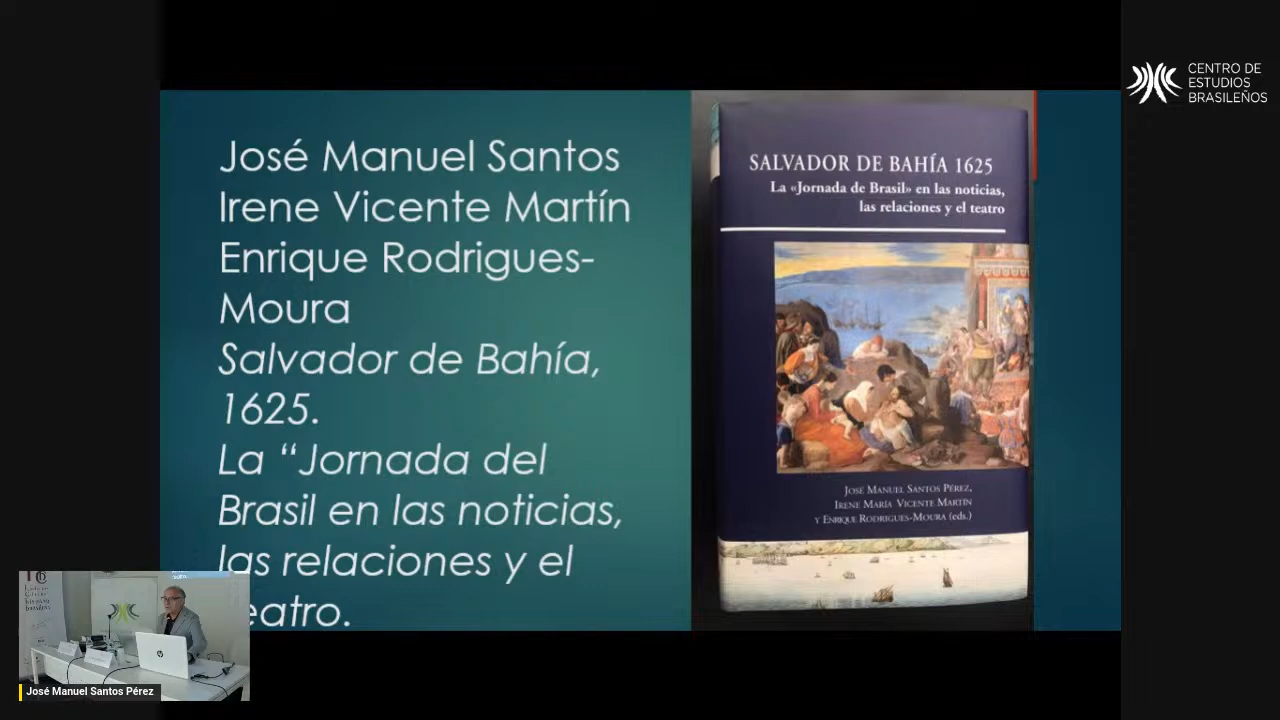 CENTRO DE
ESTUDIOS
BRASILEÑOS
José Manuel Santos
Irene Vicente Martín
Enrique Rodrigues-
Moura
Salvador de Bahía,
1625.
La “Jornada del
Brasil en las noticias,
las relaciones y el
teatro.
SALVADOR DE BAHÍA 1625
La «Jornada de Brasil» en las noticias,
las relaciones y el teatro
José Manuel Santos Pérez,
Irene María Vicente Martín
y Enrique Rodrigues-Moura (eds.)
José Manuel Santos Pérez